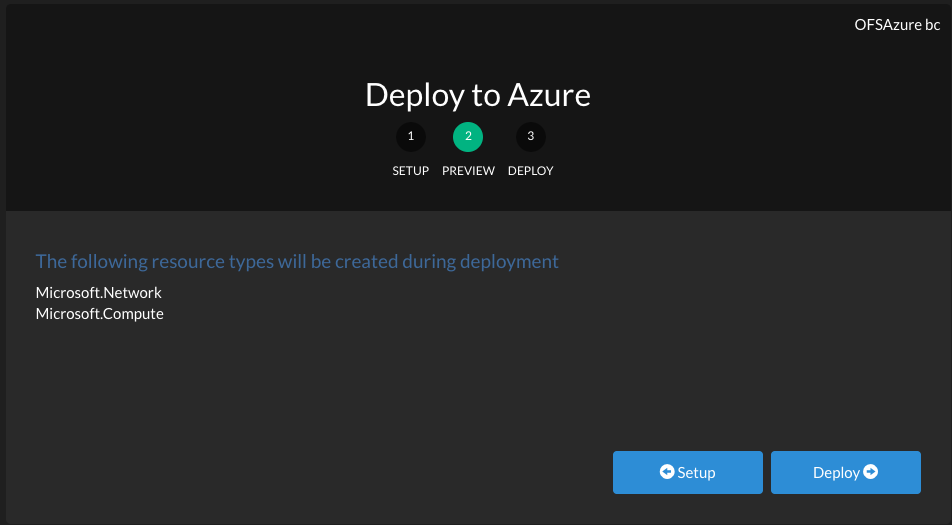 OFSAzure bc
Deploy to Azure
1 2 3
SETUP PREVIEW DEPLOY
The following resource types will be created during deployment
Microsoft.Network
Microsoft.Compute
Setup Deploy